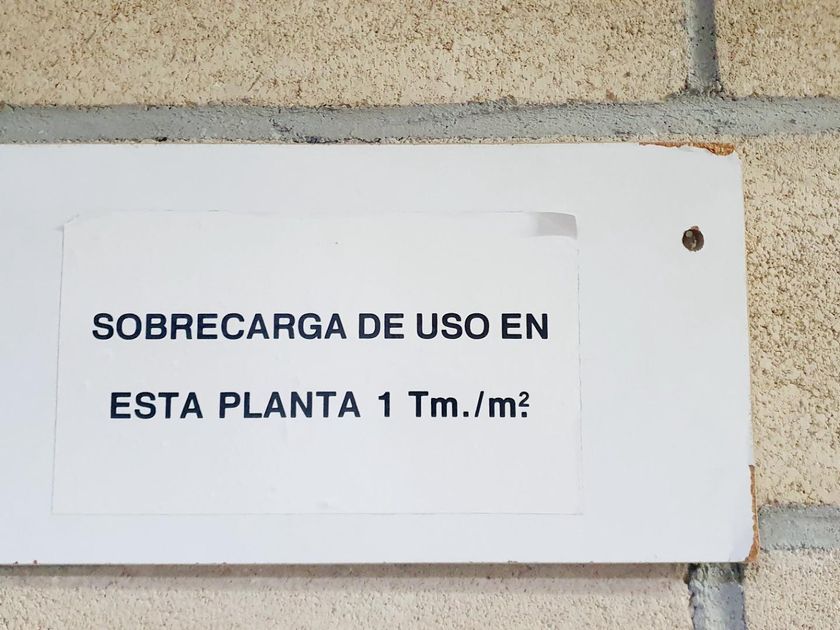 SOBRECARGA DE USO EN
ESTA PLANTA 1 Tm./m².